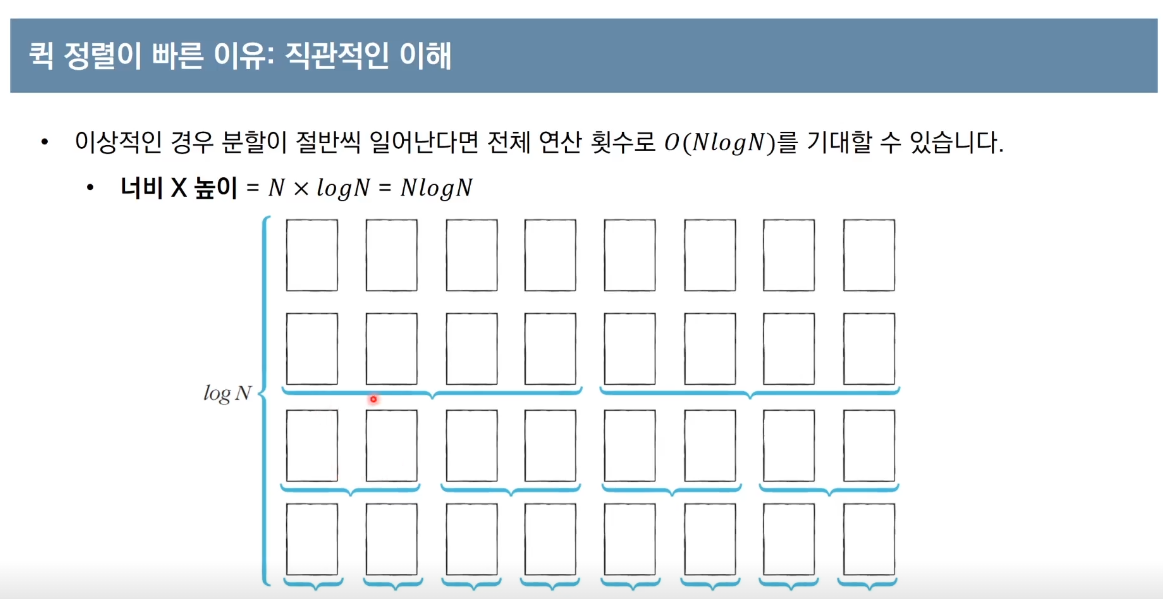 퀵 정렬이 빠른 이유: 직관적인 이해
• 이상적인 경우 분할이 절반씩 일어난다면 전체 연산 횟수로 O(NlogN)를 기대할 수 있습니다.
• 너비 X 높이 = N × logN = NlogN
log N